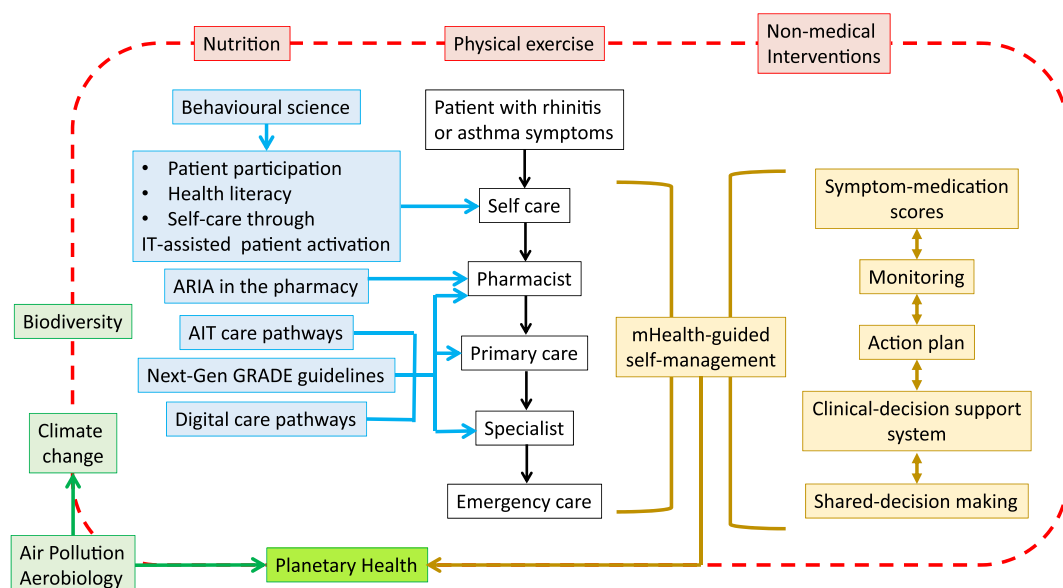 Nutrition
Physical exercise
Non-medical
Interventions
Behavioural science
Patient with rhinitis
or asthma symptoms
• Patient participation
• Health literacy
• Self-care through
IT-assisted patient activation
Self care
Symptom-medication
scores
ARIA in the pharmacy
Pharmacist
Monitoring
Biodiversity
AIT care pathways
mHealth-guided
self-management
Primary care
Action plan
Next-Gen GRADE guidelines
Digital care pathways
Specialist
Clinical-decision support
system
Climate
change
Emergency care
Shared-decision making
Air Pollution
Aerobiology
Planetary Health